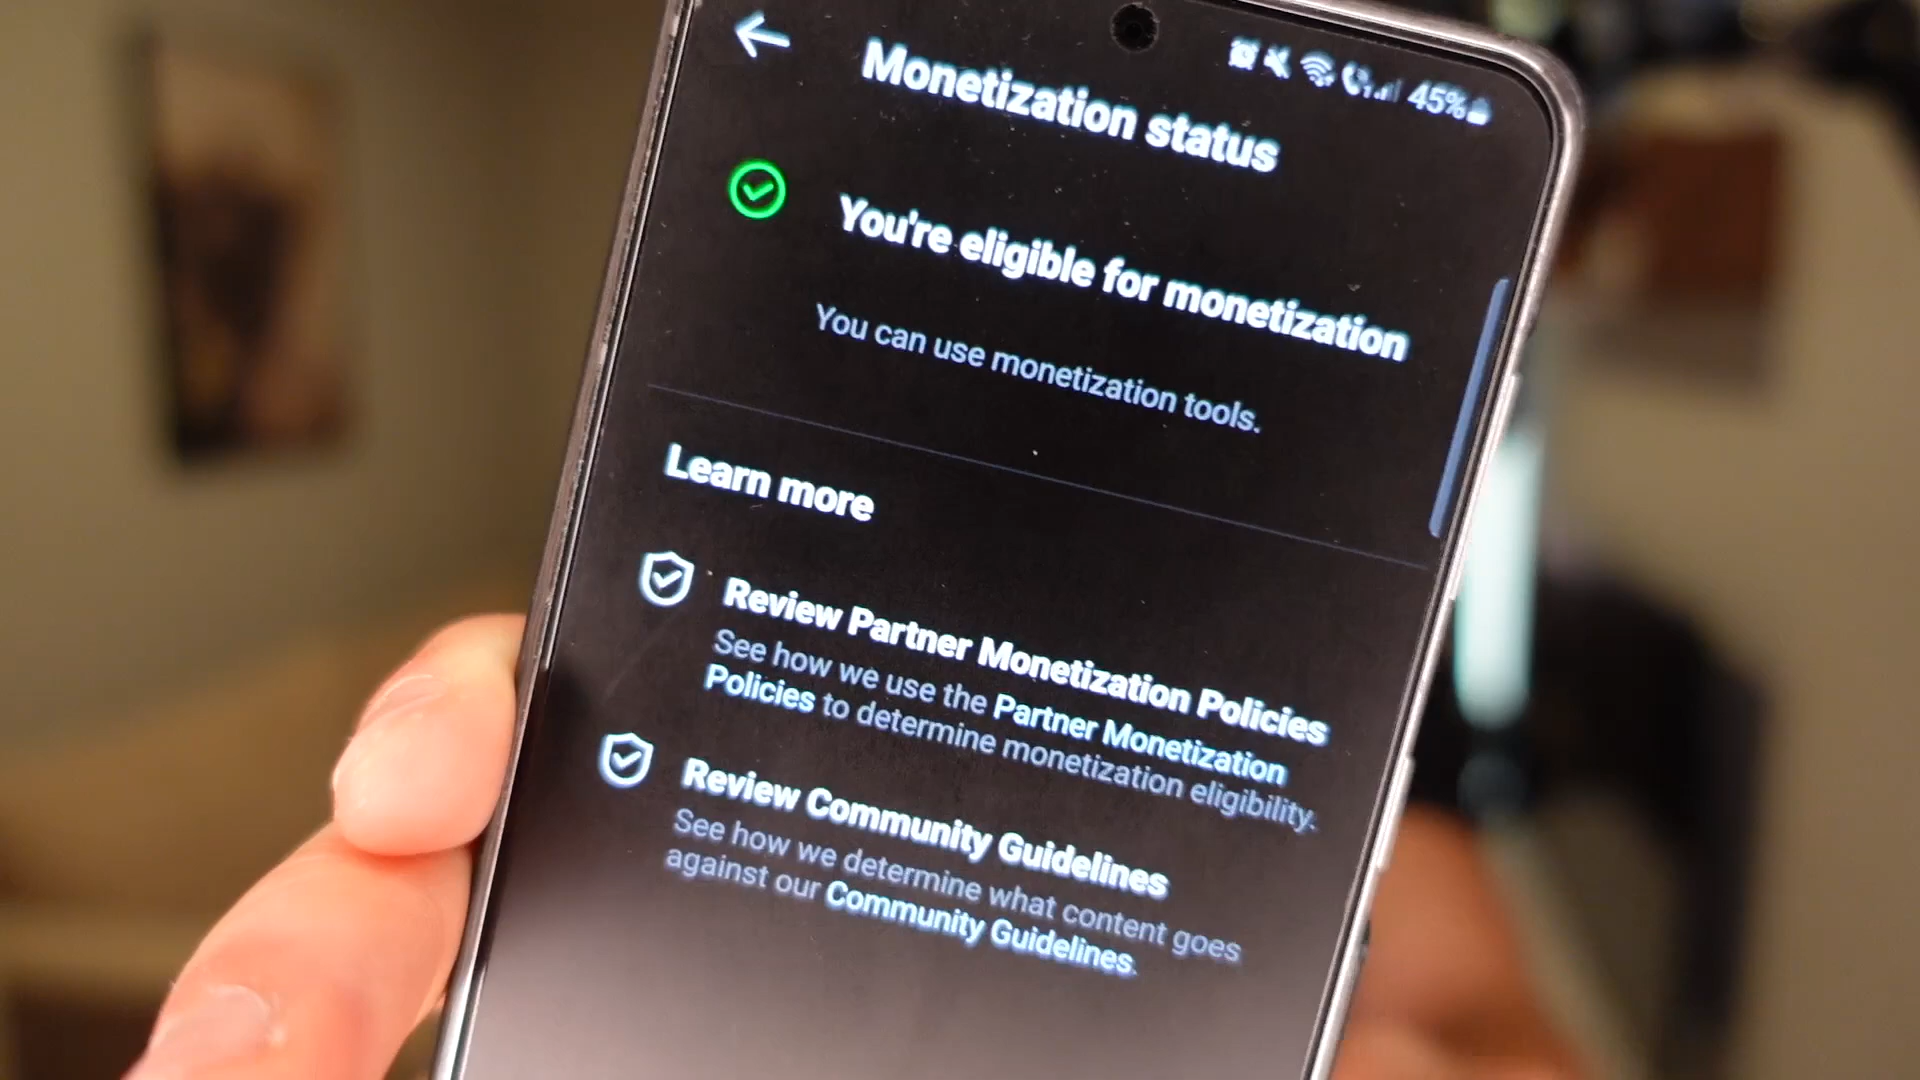 45%
Monetization status
You're eligible for monetization
You can use monetization tools.
Learn more
Review Partner Monetization Policies
See how we use the Partner Monetization
Policies to determine monetization eligibility.
Review Community Guidelines
See how we determine what content goes
against our Community Guidelines.